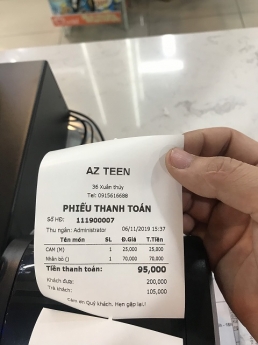 AZ TEEN
36 Xuân thủy
Tel: 0915616698
PHIẾU THANH TOÁN
Số HĐ: 111900007
Thu ngân: Administrator 06/11/2019 15:37
Tên món SL Đ.Giá T.Tiền
CAM (M) 1 25,000 25,000
Nhãn bò () 1 70,000 70,000
Tiền thanh toán: 95,000
Khách đưa: 200,000
Trả khách: 105,000
Cảm ơn Quý khách. Hẹn gặp lại!